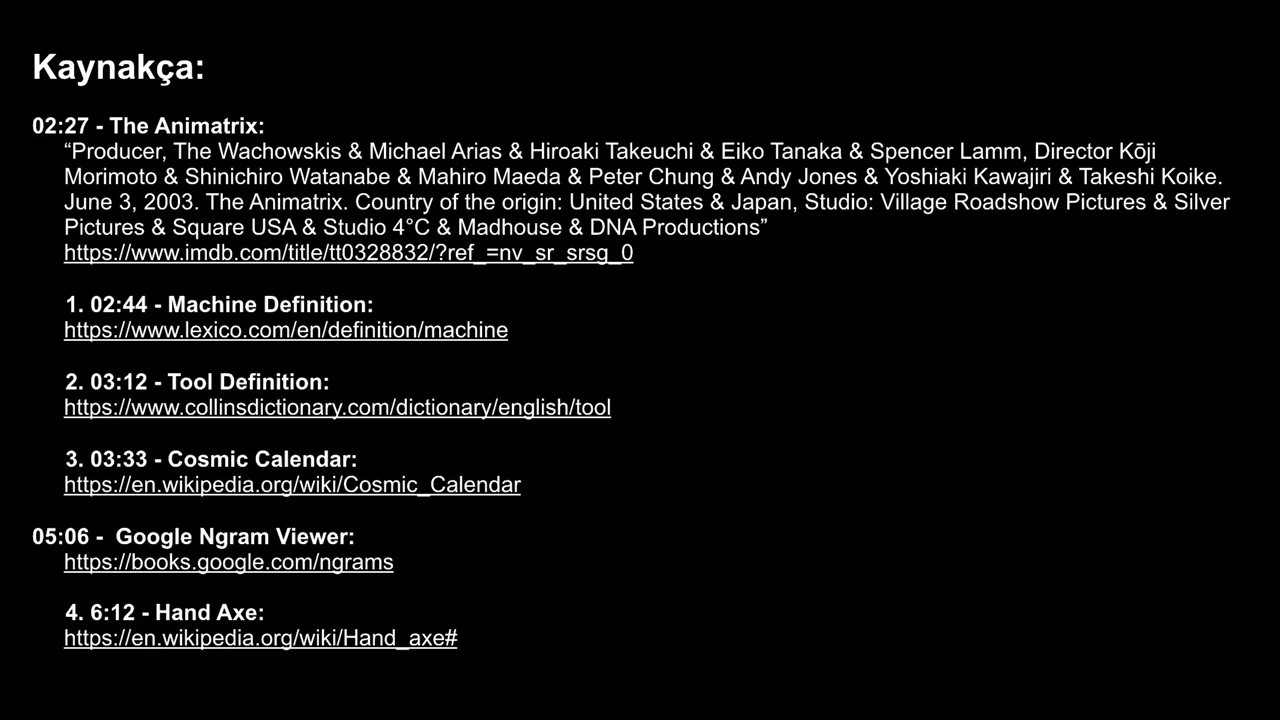 Kaynakça:
02:27 - The Animatrix:
“Producer, The Wachowskis & Michael Arias & Hiroaki Takeuchi & Eiko Tanaka & Spencer Lamm, Director Kōji
Morimoto & Shinichiro Watanabe & Mahiro Maeda & Peter Chung & Andy Jones & Yoshiaki Kawajiri & Takeshi Koike.
June 3, 2003. The Animatrix. Country of the origin: United States & Japan, Studio: Village Roadshow Pictures & Silver
Pictures & Square USA & Studio 4°C & Madhouse & DNA Productions”
https://www.imdb.com/title/tt0328832/?ref_=nv_sr_srsg_0
1. 02:44 - Machine Definition:
https://www.lexico.com/en/definition/machine
2. 03:12 - Tool Definition:
https://www.collinsdictionary.com/dictionary/english/tool
3. 03:33 - Cosmic Calendar:
https://en.wikipedia.org/wiki/Cosmic_Calendar
05:06 -  Google Ngram Viewer:
https://books.google.com/ngrams
4. 6:12 - Hand Axe:
https://en.wikipedia.org/wiki/Hand_axe#